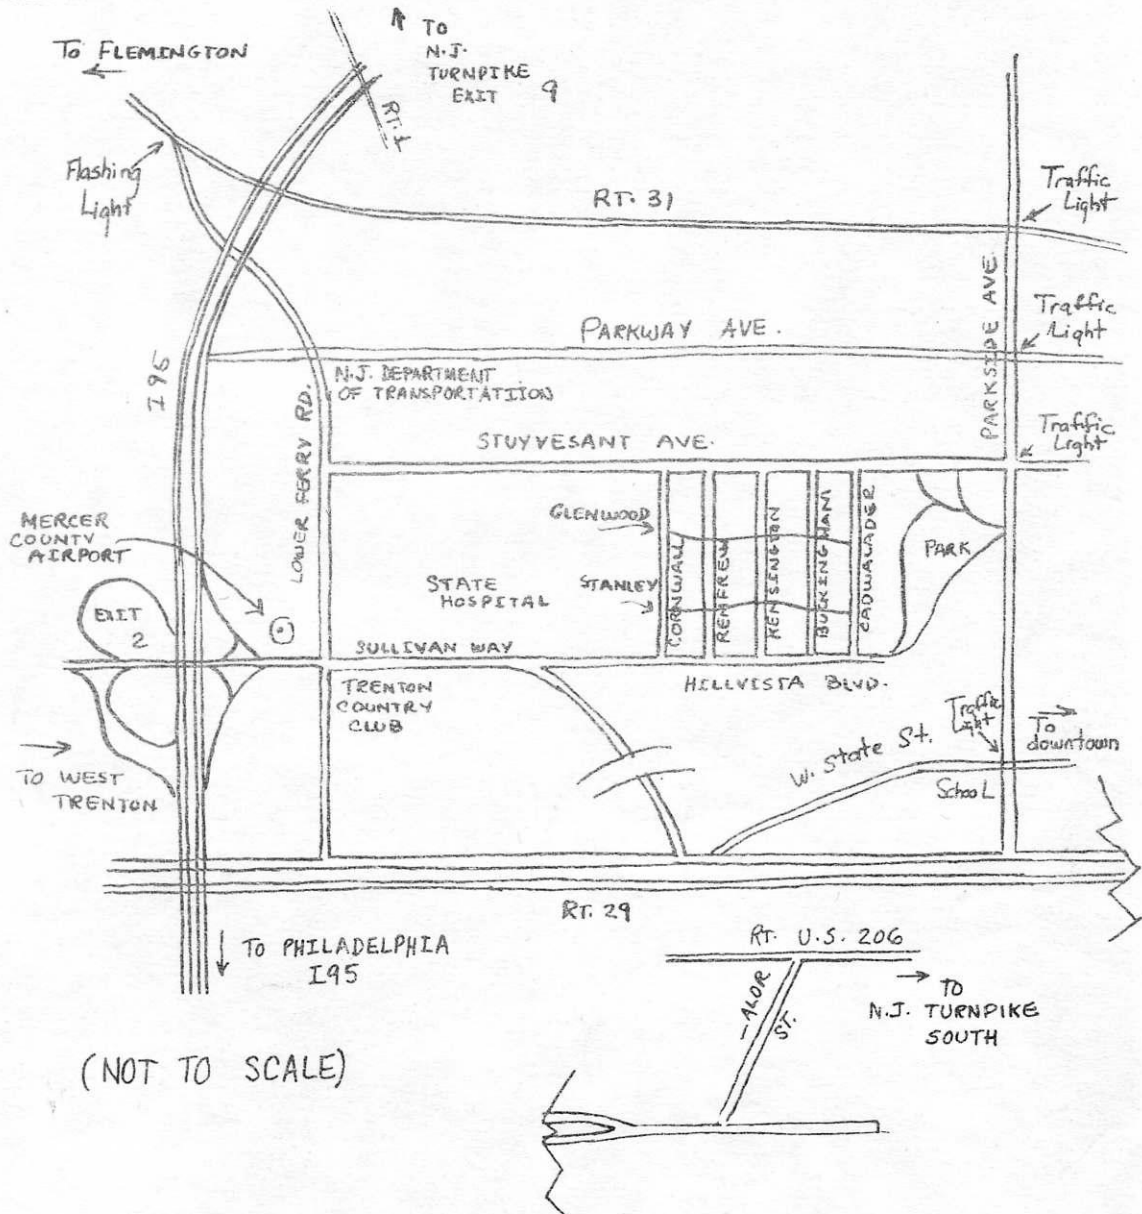 To FLEMINGTON
TO
N.J.
TURNPIKE
EXIT 9
RT. 1
Flashing
Light
RT. 31
Traffic
Light
PARKSIDE AVE.
PARKWAY AVE.
Traffic
Light
I 95
N.J. DEPARTMENT
OF TRANSPORTATIION
LOWER FERRY RD.
STUYVESANT AVE.
Traffic
Light
MERCER
COUNTY
AIRPORT
GLENWOOD
STANLEY
CORNWALL
RENFREW
KENSINGTON
BUCKINGHAM
CADWALADER
PARK
STATE
HOSPITAL
EXIT
2
SULLIVAN WAY
HILLVISTA BLVD.
TRENTON
COUNTRY
CLUB
Traffic
Light
To
downtown
W. State St.
SchooL
TO WEST
TRENTON
RT. 29
TO PHILADELPHIA
I95
RT. U.S. 206
ST.
TO
N.J. TURNPIKE
SOUTH
(NOT TO SCALE)